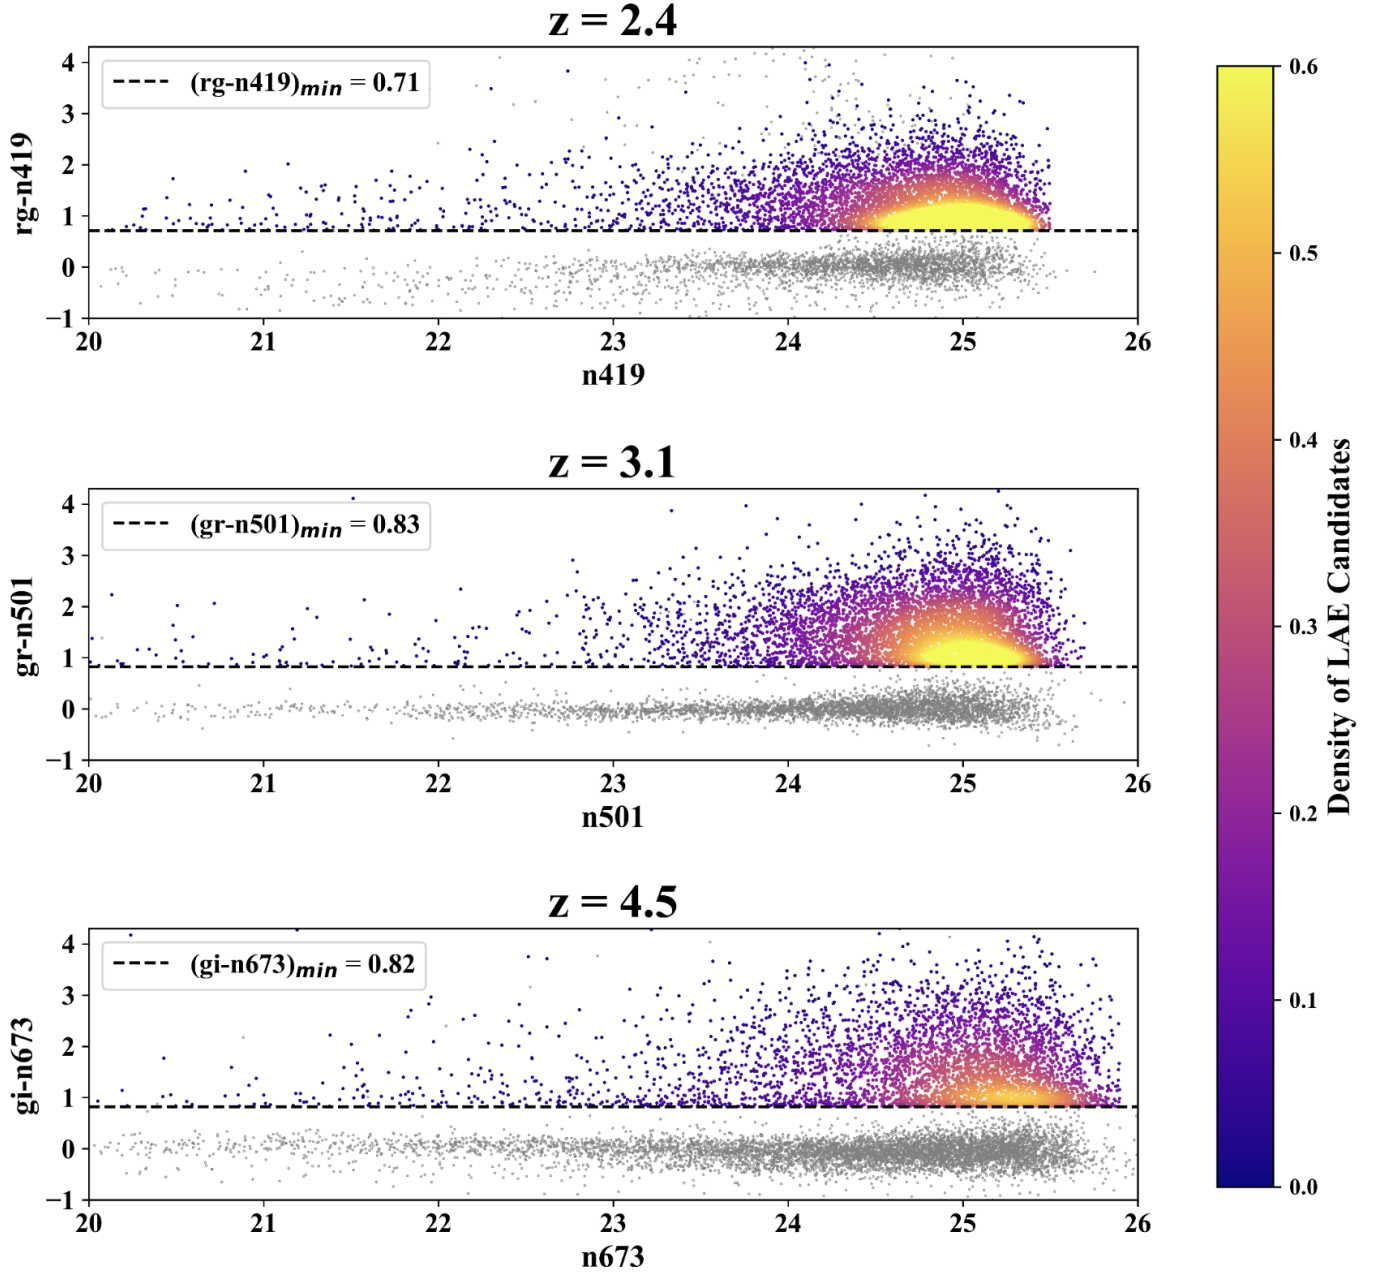 z = 2.4
(rg-n419)min = 0.71
rg-n419
4
3
2
1
0
−1
20 21 22 23 24 25 26
n419
z = 3.1
(gr-n501)min = 0.83
gr-n501
4
3
2
1
0
−1
20 21 22 23 24 25 26
n501
z = 4.5
(gi-n673)min = 0.82
gi-n673
4
3
2
1
0
−1
20 21 22 23 24 25 26
n673
0.6
0.5
0.4
0.3
0.2
0.1
0.0
Density of LAE Candidates